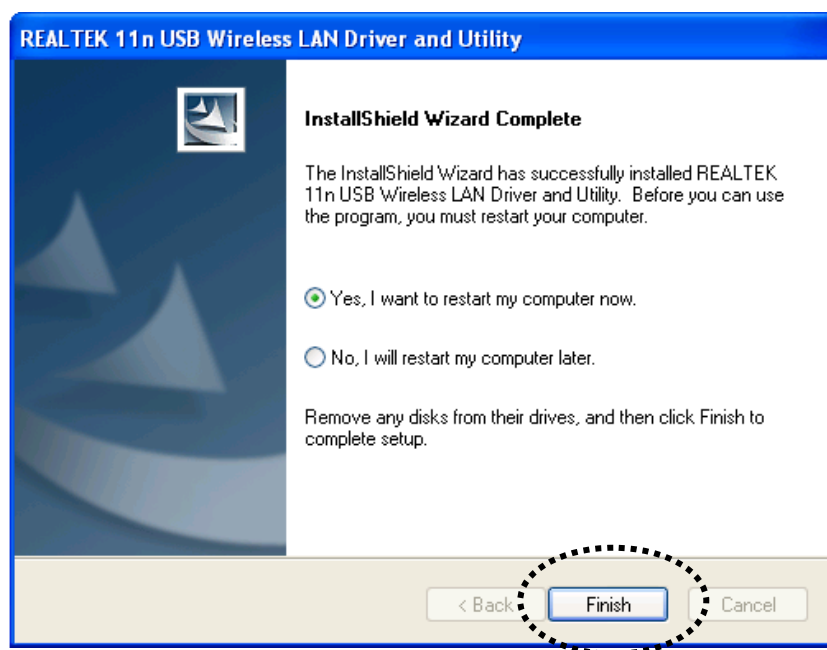 REALTEK 11n USB Wireless LAN Driver and Utility
InstallShield Wizard Complete
The InstallShield Wizard has successfully installed REALTEK
11n USB Wireless LAN Driver and Utility.  Before you can use
the program, you must restart your computer.
Yes, I want to restart my computer now.
No, I will restart my computer later.
Remove any disks from their drives, and then click Finish to
complete setup.
< Back Finish Cancel